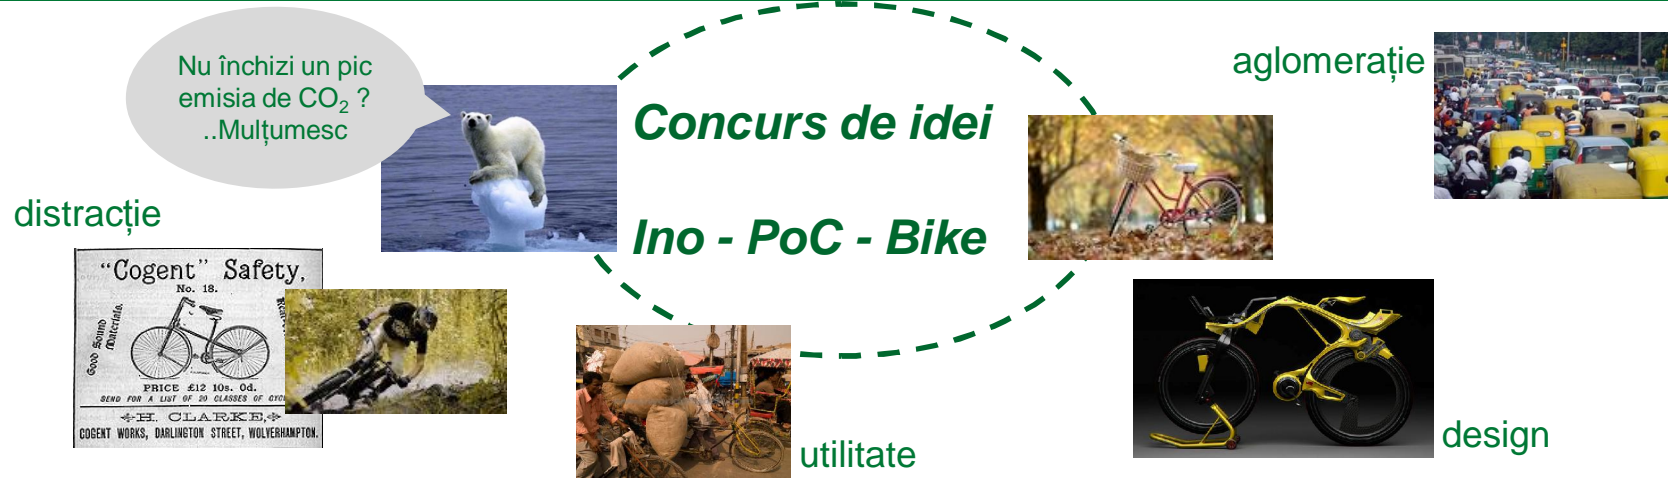 Nu închizi un pic
emisia de CO₂ ?
..Mulțumesc
Concurs de idei
Ino - PoC - Bike
aglomerație
distracție
"Cogent" Safety,
No. 18.
Good Sound
Materials.
PRICE £12 10s. 0d.
SEND FOR A LIST OF 20 CLASSES OF
H. CLARKE,
COGENT WORKS, DARLINGTON STREET, WOLVERHAMPTON.
utilitate
design